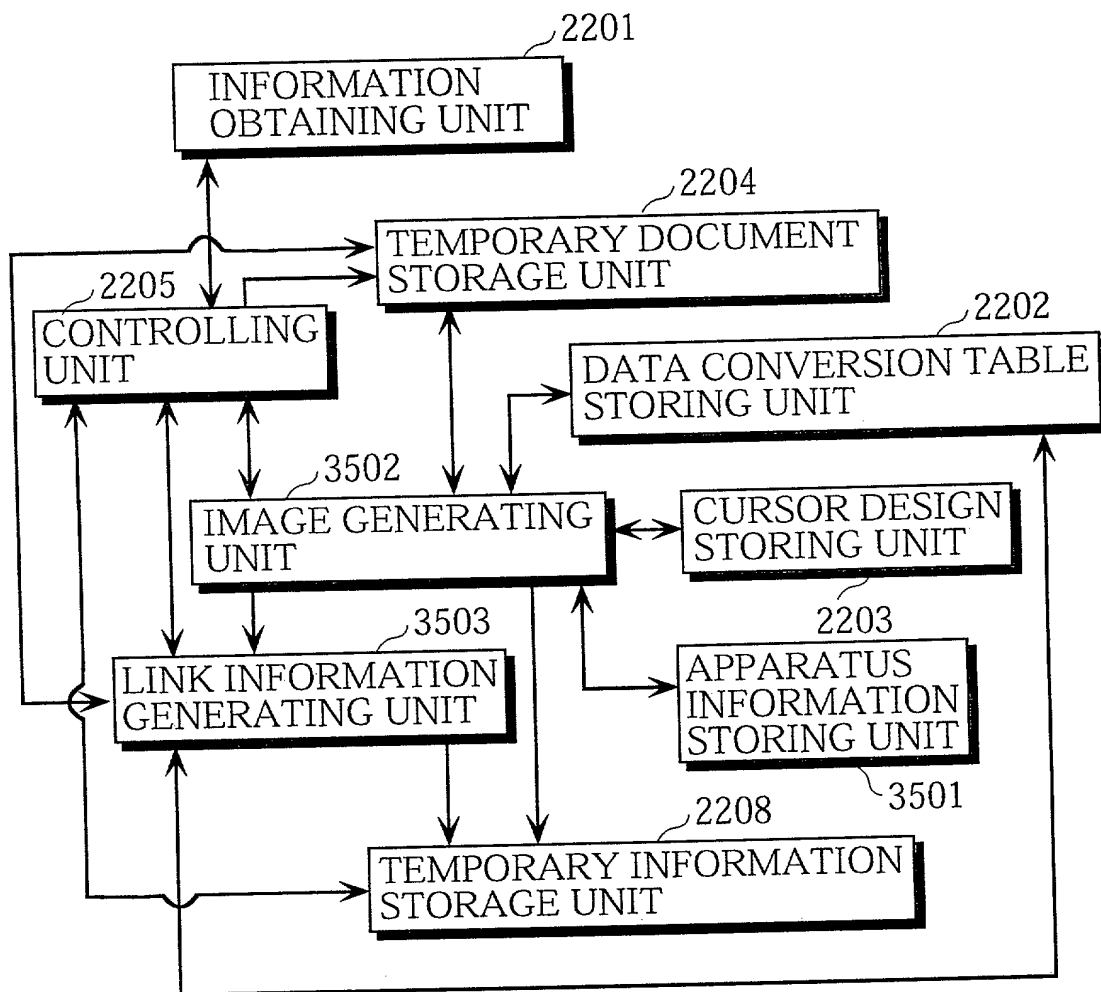 2201
INFORMATION
OBTAINING UNIT
2204
TEMPORARY DOCUMENT
STORAGE UNIT
2205
CONTROLLING
UNIT
2202
DATA CONVERSION TABLE
STORING UNIT
3502
IMAGE GENERATING
UNIT
CURSOR DESIGN
STORING UNIT
2203
3503
LINK INFORMATION
GENERATING UNIT
APPARATUS
INFORMATION
STORING UNIT
3501
2208
TEMPORARY INFORMATION
STORAGE UNIT